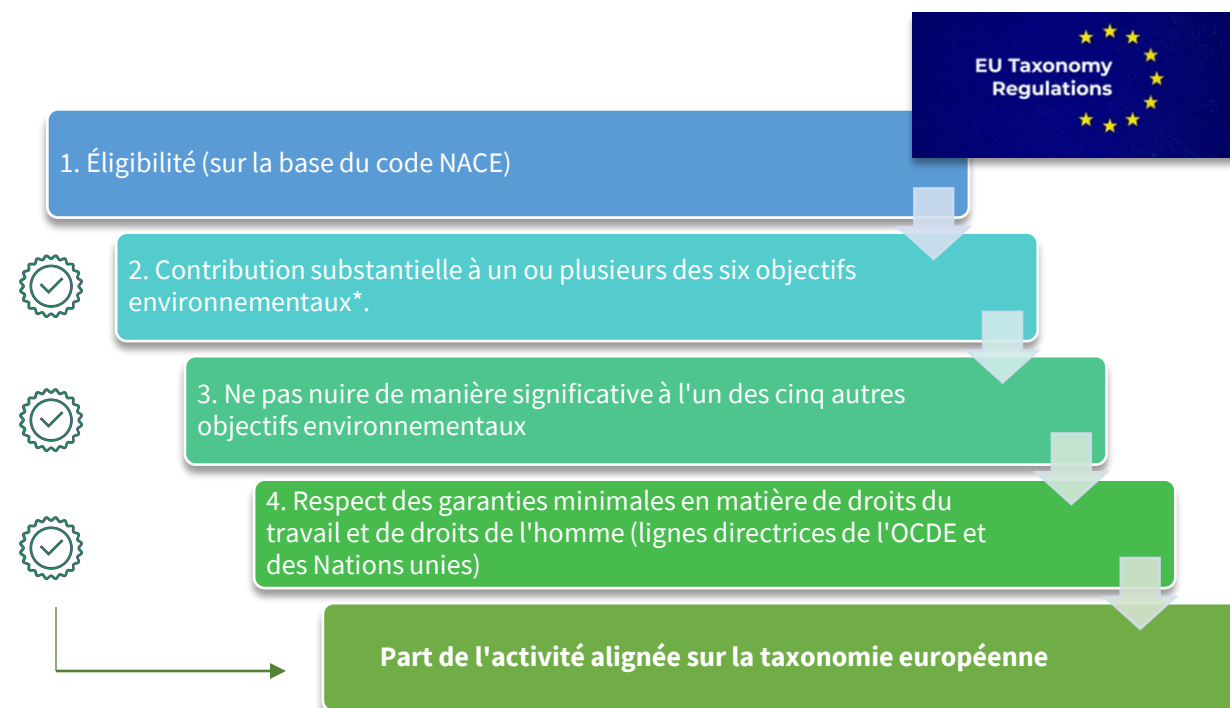 EU Taxonomy
Regulations
1. Éligibilité (sur la base du code NACE)
2. Contribution substantielle à un ou plusieurs des six objectifs
environnementaux*.
3. Ne pas nuire de manière significative à l'un des cinq autres
objectifs environnementaux
4. Respect des garanties minimales en matière de droits du
travail et de droits de l'homme (lignes directrices de l'OCDE et
des Nations unies)
Part de l'activité alignée sur la taxonomie européenne